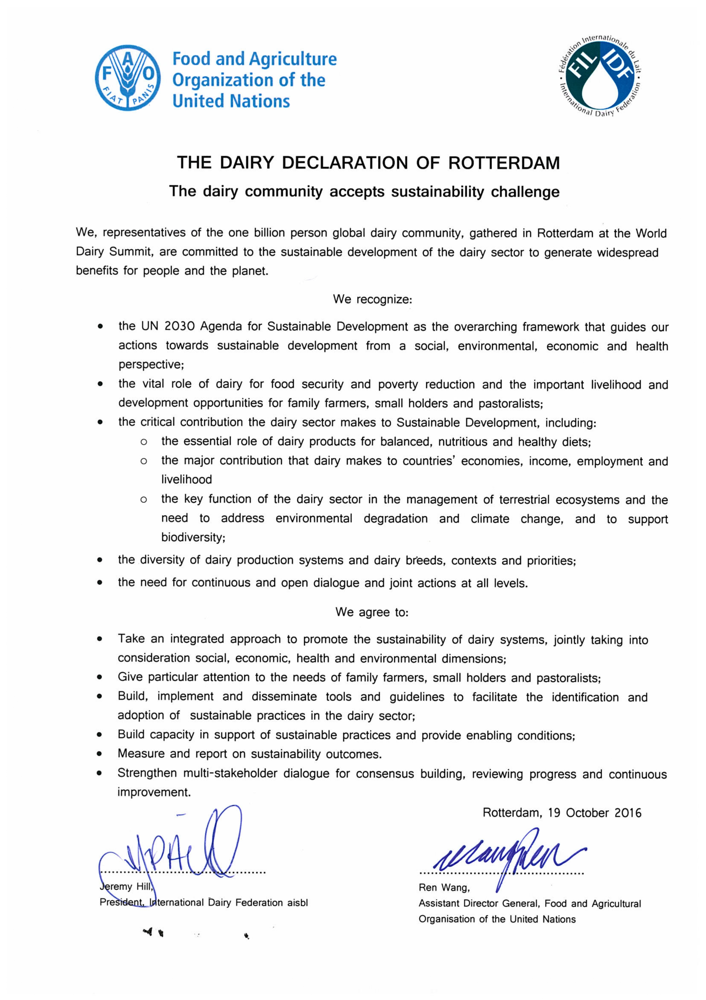 F A O
FIAT PANIS
Food and Agriculture
Organization of the
United Nations
Fédération Internationale du Lait •
FIL IDF
International Dairy Federation •
THE DAIRY DECLARATION OF ROTTERDAM
The dairy community accepts sustainability challenge
We, representatives of the one billion person global dairy community, gathered in Rotterdam at the World
Dairy Summit, are committed to the sustainable development of the dairy sector to generate widespread
benefits for people and the planet.
We recognize:
• the UN 2030 Agenda for Sustainable Development as the overarching framework that guides our
actions towards sustainable development from a social, environmental, economic and health
perspective;
• the vital role of dairy for food security and poverty reduction and the important livelihood and
development opportunities for family farmers, small holders and pastoralists;
• the critical contribution the dairy sector makes to Sustainable Development, including:
o the essential role of dairy products for balanced, nutritious and healthy diets;
o the major contribution that dairy makes to countries' economies, income, employment and
livelihood
o the key function of the dairy sector in the management of terrestrial ecosystems and the
need to address environmental degradation and climate change, and to support
biodiversity;
• the diversity of dairy production systems and dairy breeds, contexts and priorities;
• the need for continuous and open dialogue and joint actions at all levels.
We agree to:
• Take an integrated approach to promote the sustainability of dairy systems, jointly taking into
consideration social, economic, health and environmental dimensions;
• Give particular attention to the needs of family farmers, small holders and pastoralists;
• Build, implement and disseminate tools and guidelines to facilitate the identification and
adoption of sustainable practices in the dairy sector;
• Build capacity in support of sustainable practices and provide enabling conditions;
• Measure and report on sustainability outcomes.
• Strengthen multi-stakeholder dialogue for consensus building, reviewing progress and continuous
improvement.
Rotterdam, 19 October 2016
Jeremy Hill,
President, International Dairy Federation aisbl
Ren Wang,
Assistant Director General, Food and Agricultural
Organisation of the United Nations